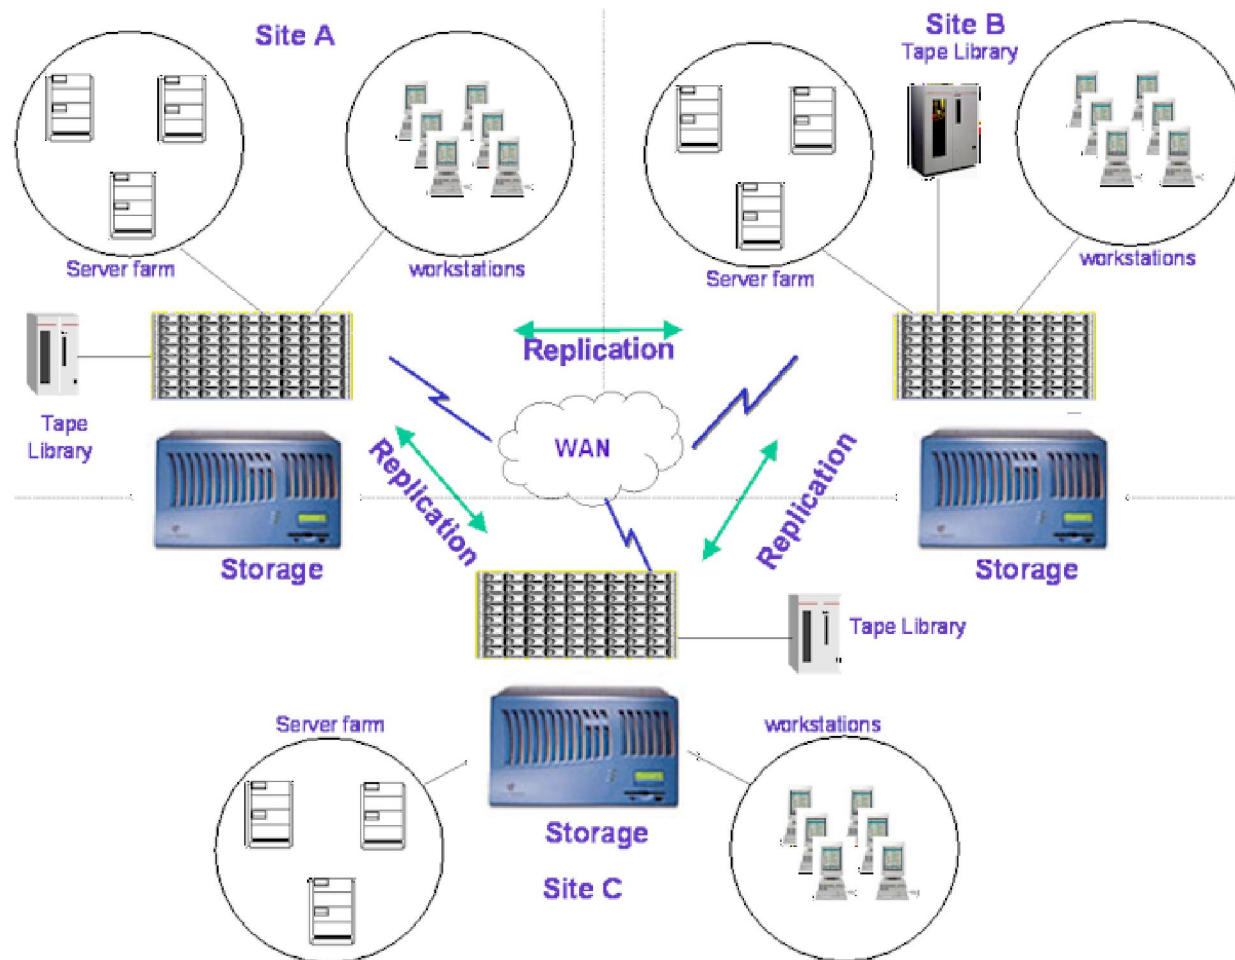 Site A
Site B
Tape Library
Server farm
workstations
Server farm
workstations
Replication
Tape
Library
WAN
Replication
Replication
Storage
Storage
Tape Library
Server farm
workstations
Storage
Site C